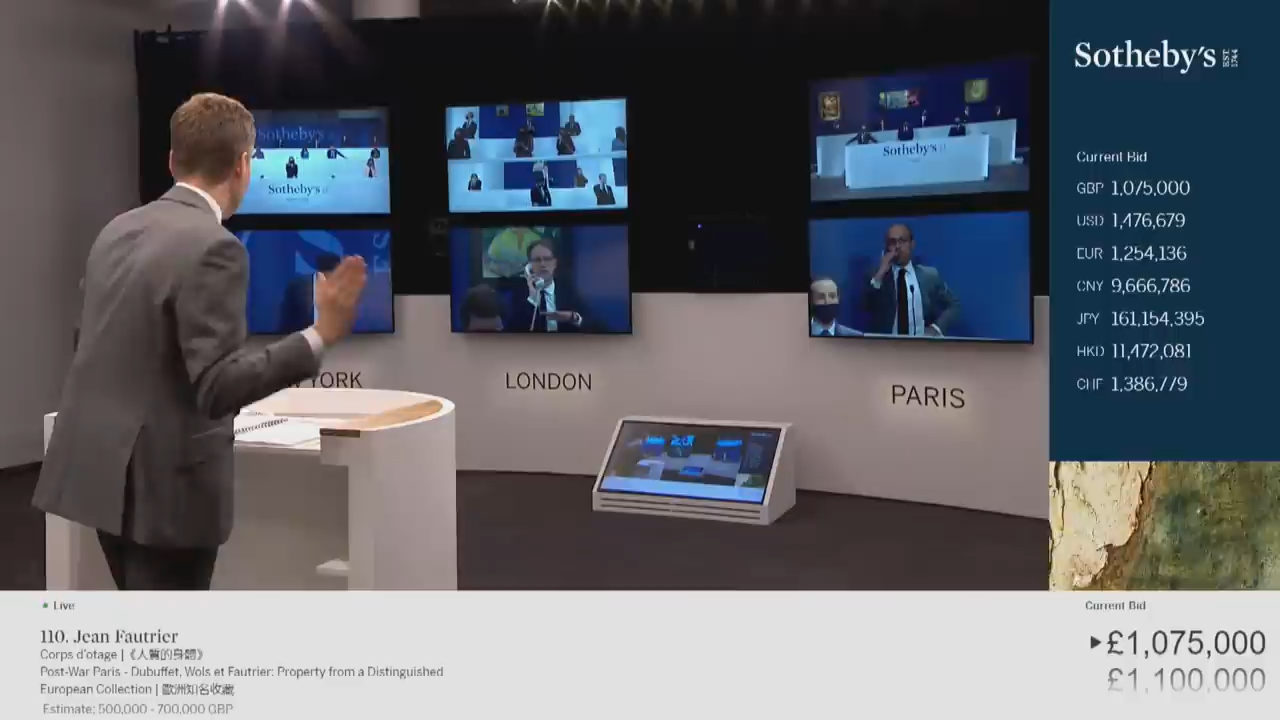 Sotheby's EST. 1744
Current Bid
GBP 1,075,000
USD 1,476,679
EUR 1,254,136
CNY 9,666,786
JPY 161,154,395
HKD 11,472,081
CHF 1,386,779
Sotheby's
Sotheby's
Sotheby's
YORK
LONDON
PARIS
Live
110. Jean Fautrier
Corps d'otage | 《人質的身體》
Post-War Paris - Dubuffet, Wols et Fautrier: Property from a Distinguished
European Collection | 歐洲知名收藏
Estimate: 500,000 - 700,000 GBP
Current Bid
£1,075,000
£1,100,000